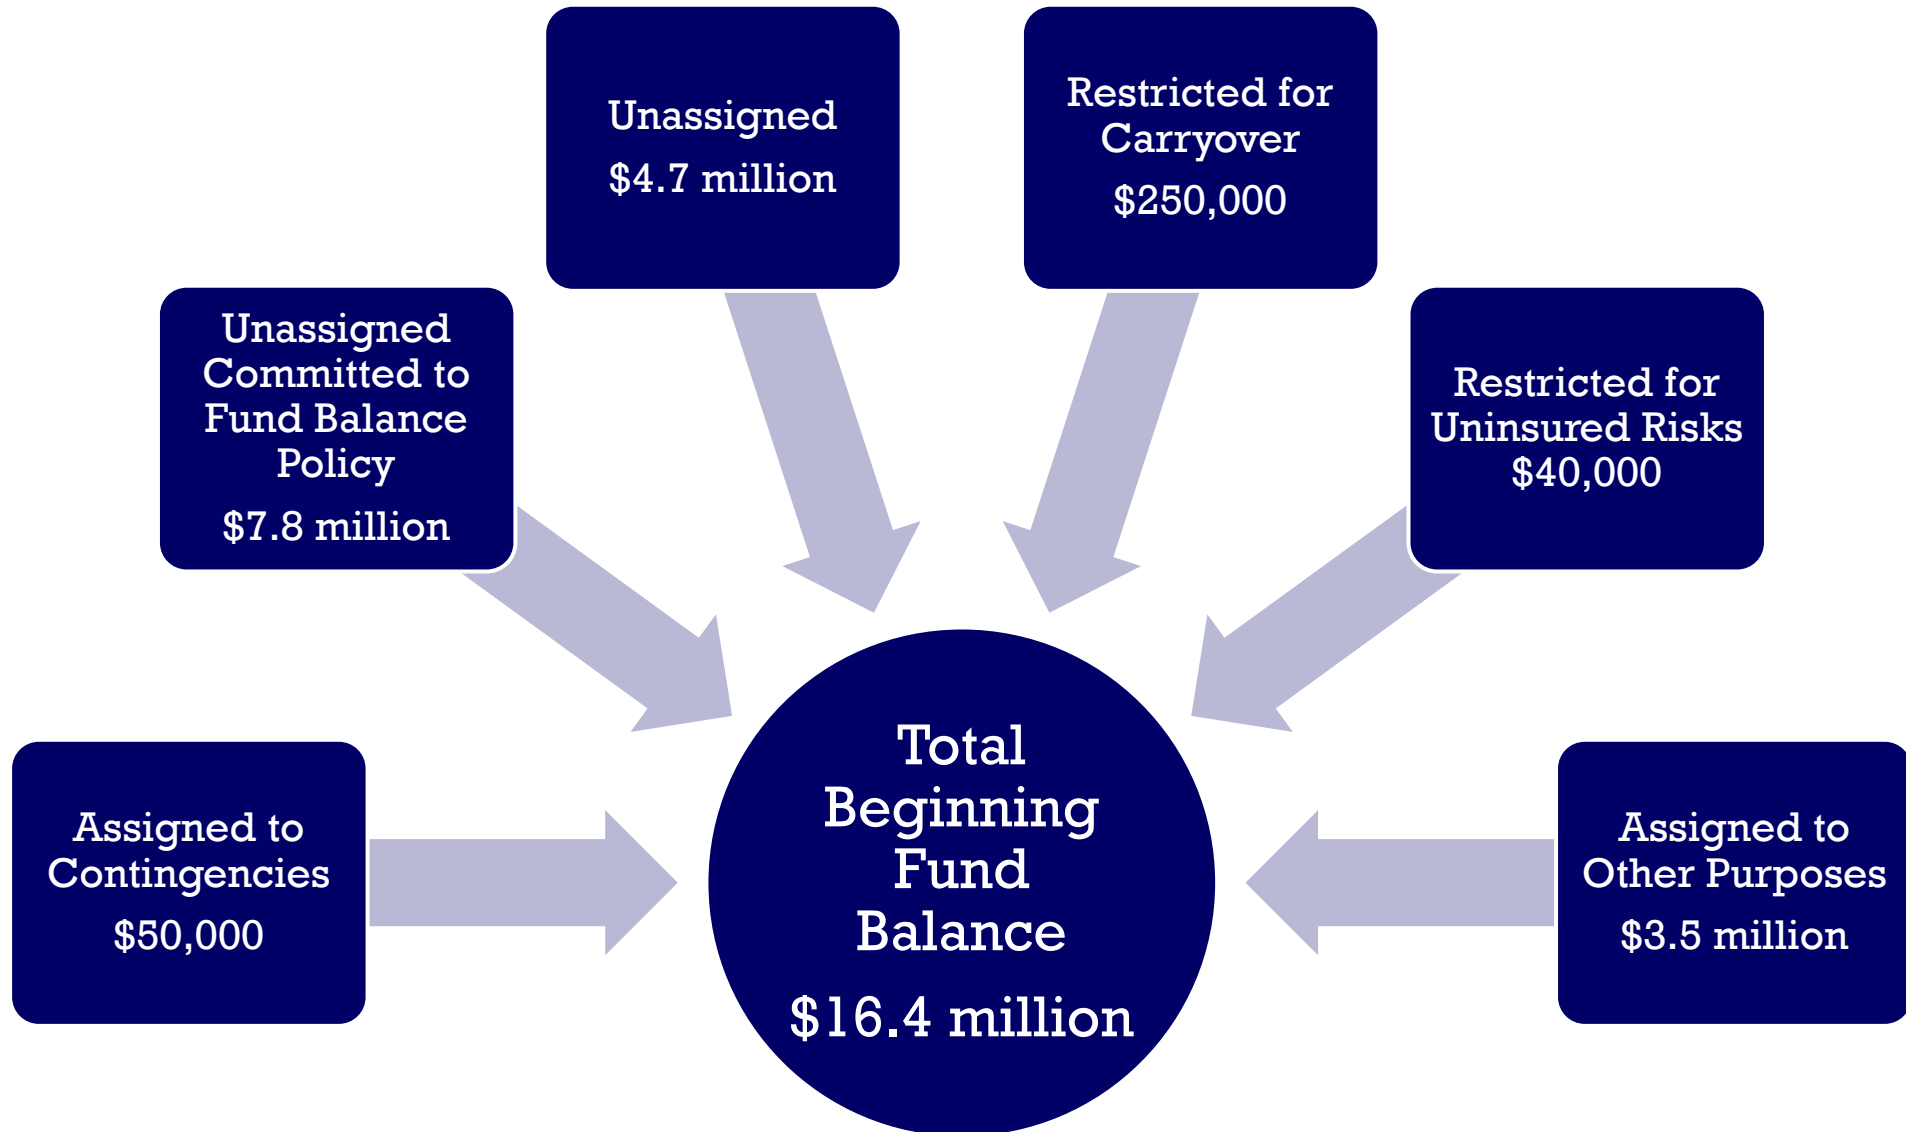 Unassigned
$4.7 million
Restricted for
Carryover
$250,000
Unassigned
Committed to
Fund Balance
Policy
$7.8 million
Restricted for
Uninsured Risks
$40,000
Assigned to
Contingencies
$50,000
Total
Beginning
Fund
Balance
$16.4 million
Assigned to
Other Purposes
$3.5 million